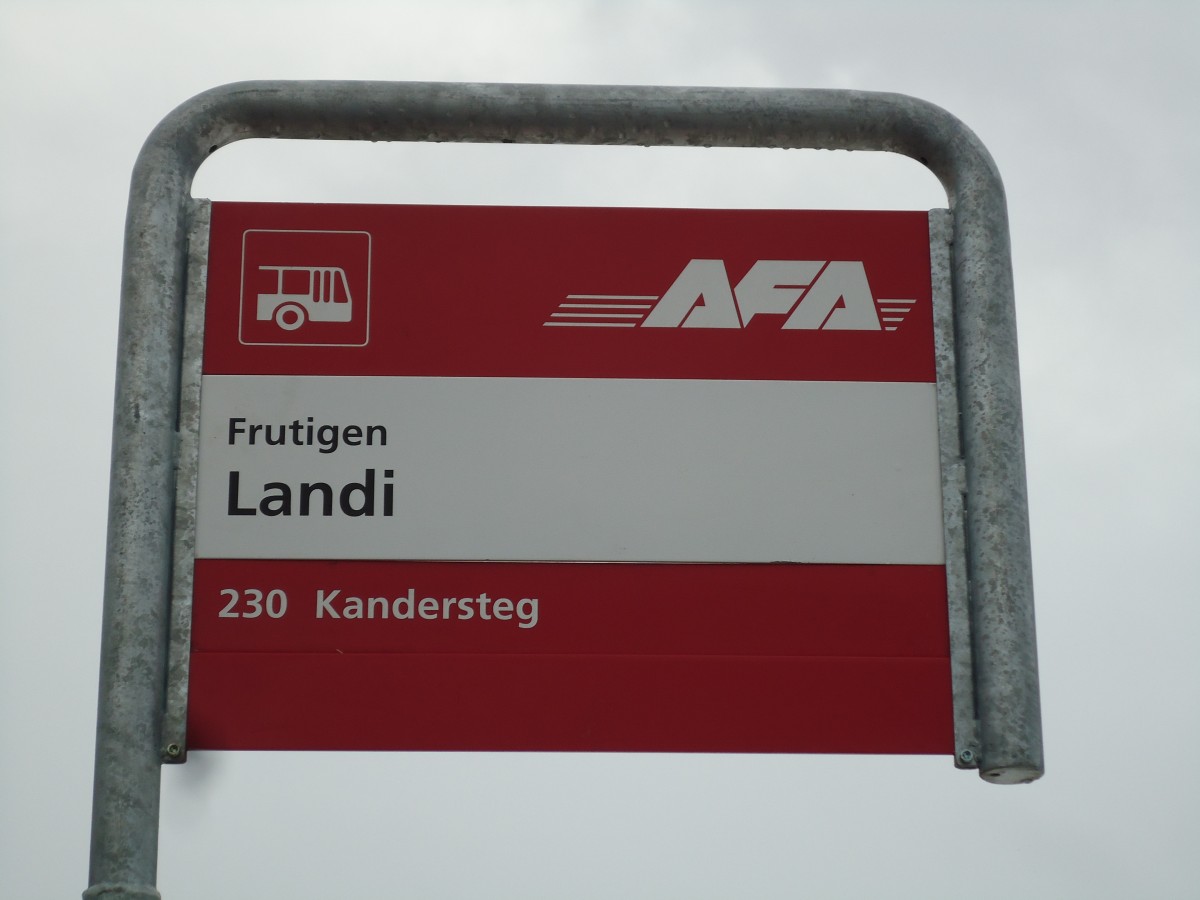 AFA
Frutigen
Landi
230 Kandersteg